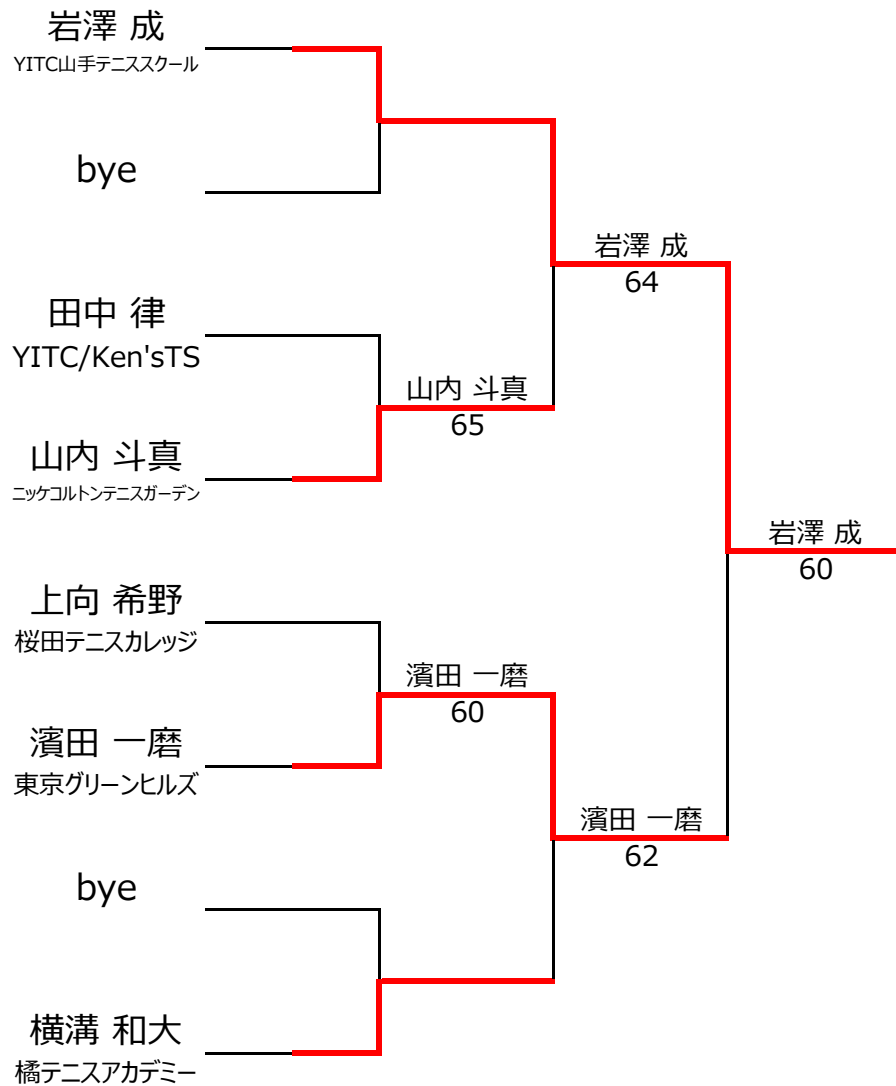 岩澤 成
YITC山手テニススクール
bye
田中 律
YITC/Ken'sTS
山内 斗真
ニッケコルトンテニスガーデン
上向 希野
桜田テニスカレッジ
濱田 一磨
東京グリーンヒルズ
bye
横溝 和大
橘テニスアカデミー
山内 斗真
65
濱田 一磨
60
岩澤 成
64
濱田 一磨
62
岩澤 成
60